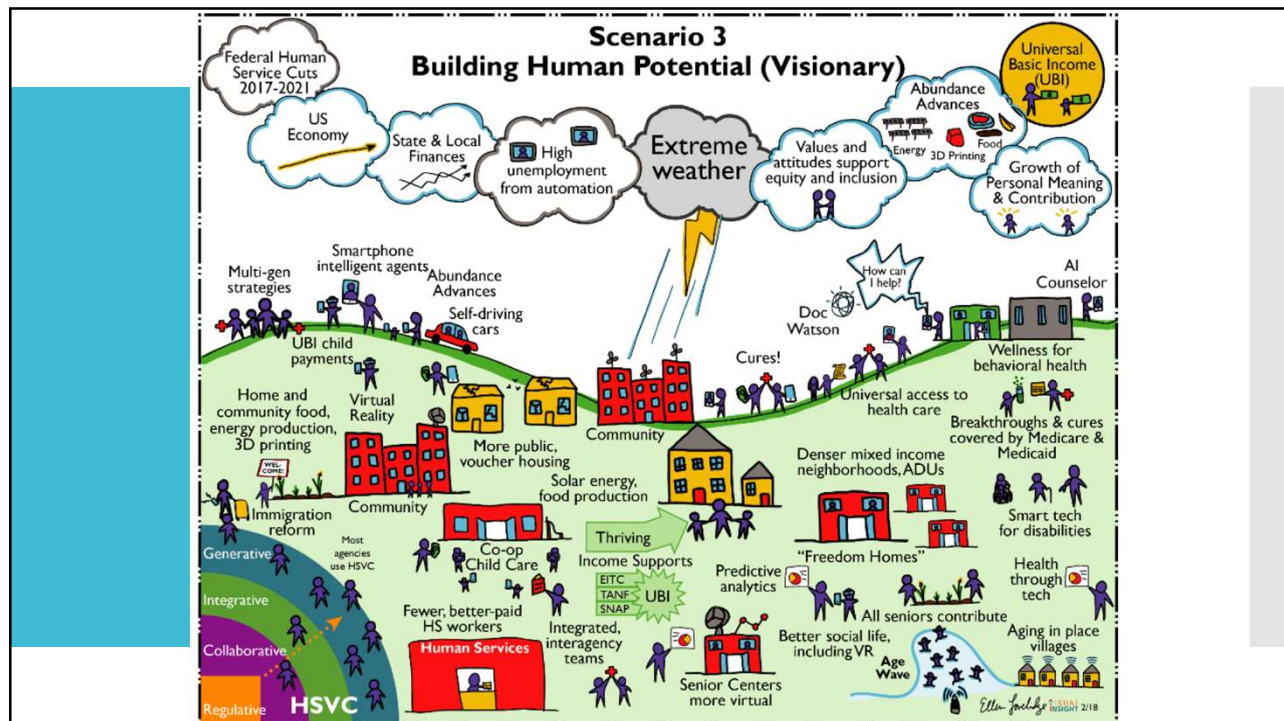 Scenario 3
Building Human Potential (Visionary)
Federal Human
Service Cuts
2017-2021
US
Economy
State & Local
Finances
High
unemployment
from automation
Extreme
weather
Values and
attitudes support
equity and inclusion
Abundance
Advances
Energy
3D Printing
Food
Universal
Basic Income
(UBI)
Growth of
Personal Meaning
& Contribution
Multi-gen
strategies
Smartphone
intelligent agents
Abundance
Advances
Self-driving
cars
UBI child
payments
Virtual
Reality
Home and
community food,
energy production,
3D printing
WEL-
COME!
Immigration
reform
Community
More public,
voucher housing
Community
Solar energy,
food production
Cures!
Doc
Watson
How can
I help?
AI
Counselor
Universal access to
health care
Wellness for
behavioral health
Breakthroughs & cures
covered by Medicare &
Medicaid
Denser mixed income
neighborhoods, ADUs
Smart tech
for disabilities
"Freedom Homes"
Co-op
Child Care
Thriving
Income Supports
EITC
TANF
SNAP
UBI
Predictive
analytics
All seniors contribute
Health
through
tech
Most
agencies
use HSVC
Generative
Integrative
Collaborative
Regulative
HSVC
Fewer, better-paid
HS workers
Human Services
Integrated,
interagency
teams
Senior Centers
more virtual
Better social life,
including VR
Age
Wave
Aging in place
villages
INSIGHT 2/18